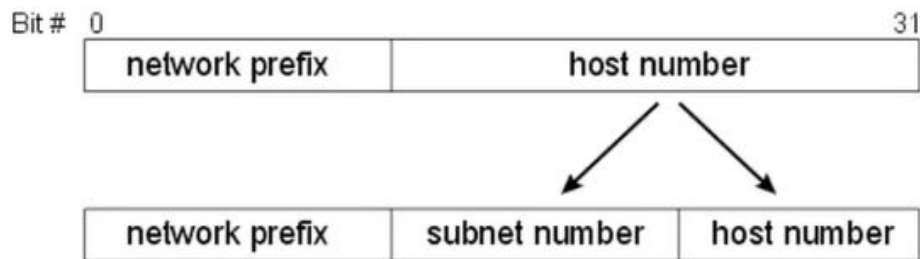 Bit # 0 31
network prefix host number
network prefix subnet number host number